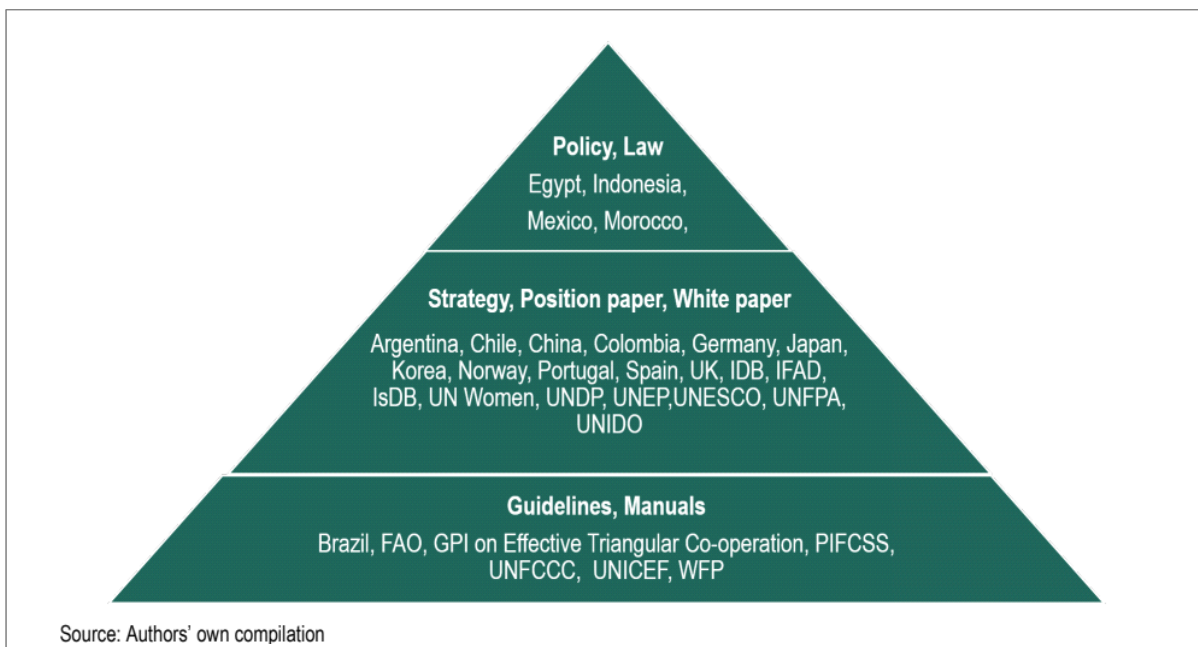 Policy, Law
Egypt, Indonesia,
Mexico, Morocco,
Strategy, Position paper, White paper
Argentina, Chile, China, Colombia, Germany, Japan,
Korea, Norway, Portugal, Spain, UK, IDB, IFAD,
IsDB, UN Women, UNDP, UNEP,UNESCO, UNFPA,
UNIDO
Guidelines, Manuals
Brazil, FAO, GPI on Effective Triangular Co-operation, PIFCSS,
UNFCCC, UNICEF, WFP
Source: Authors' own compilation